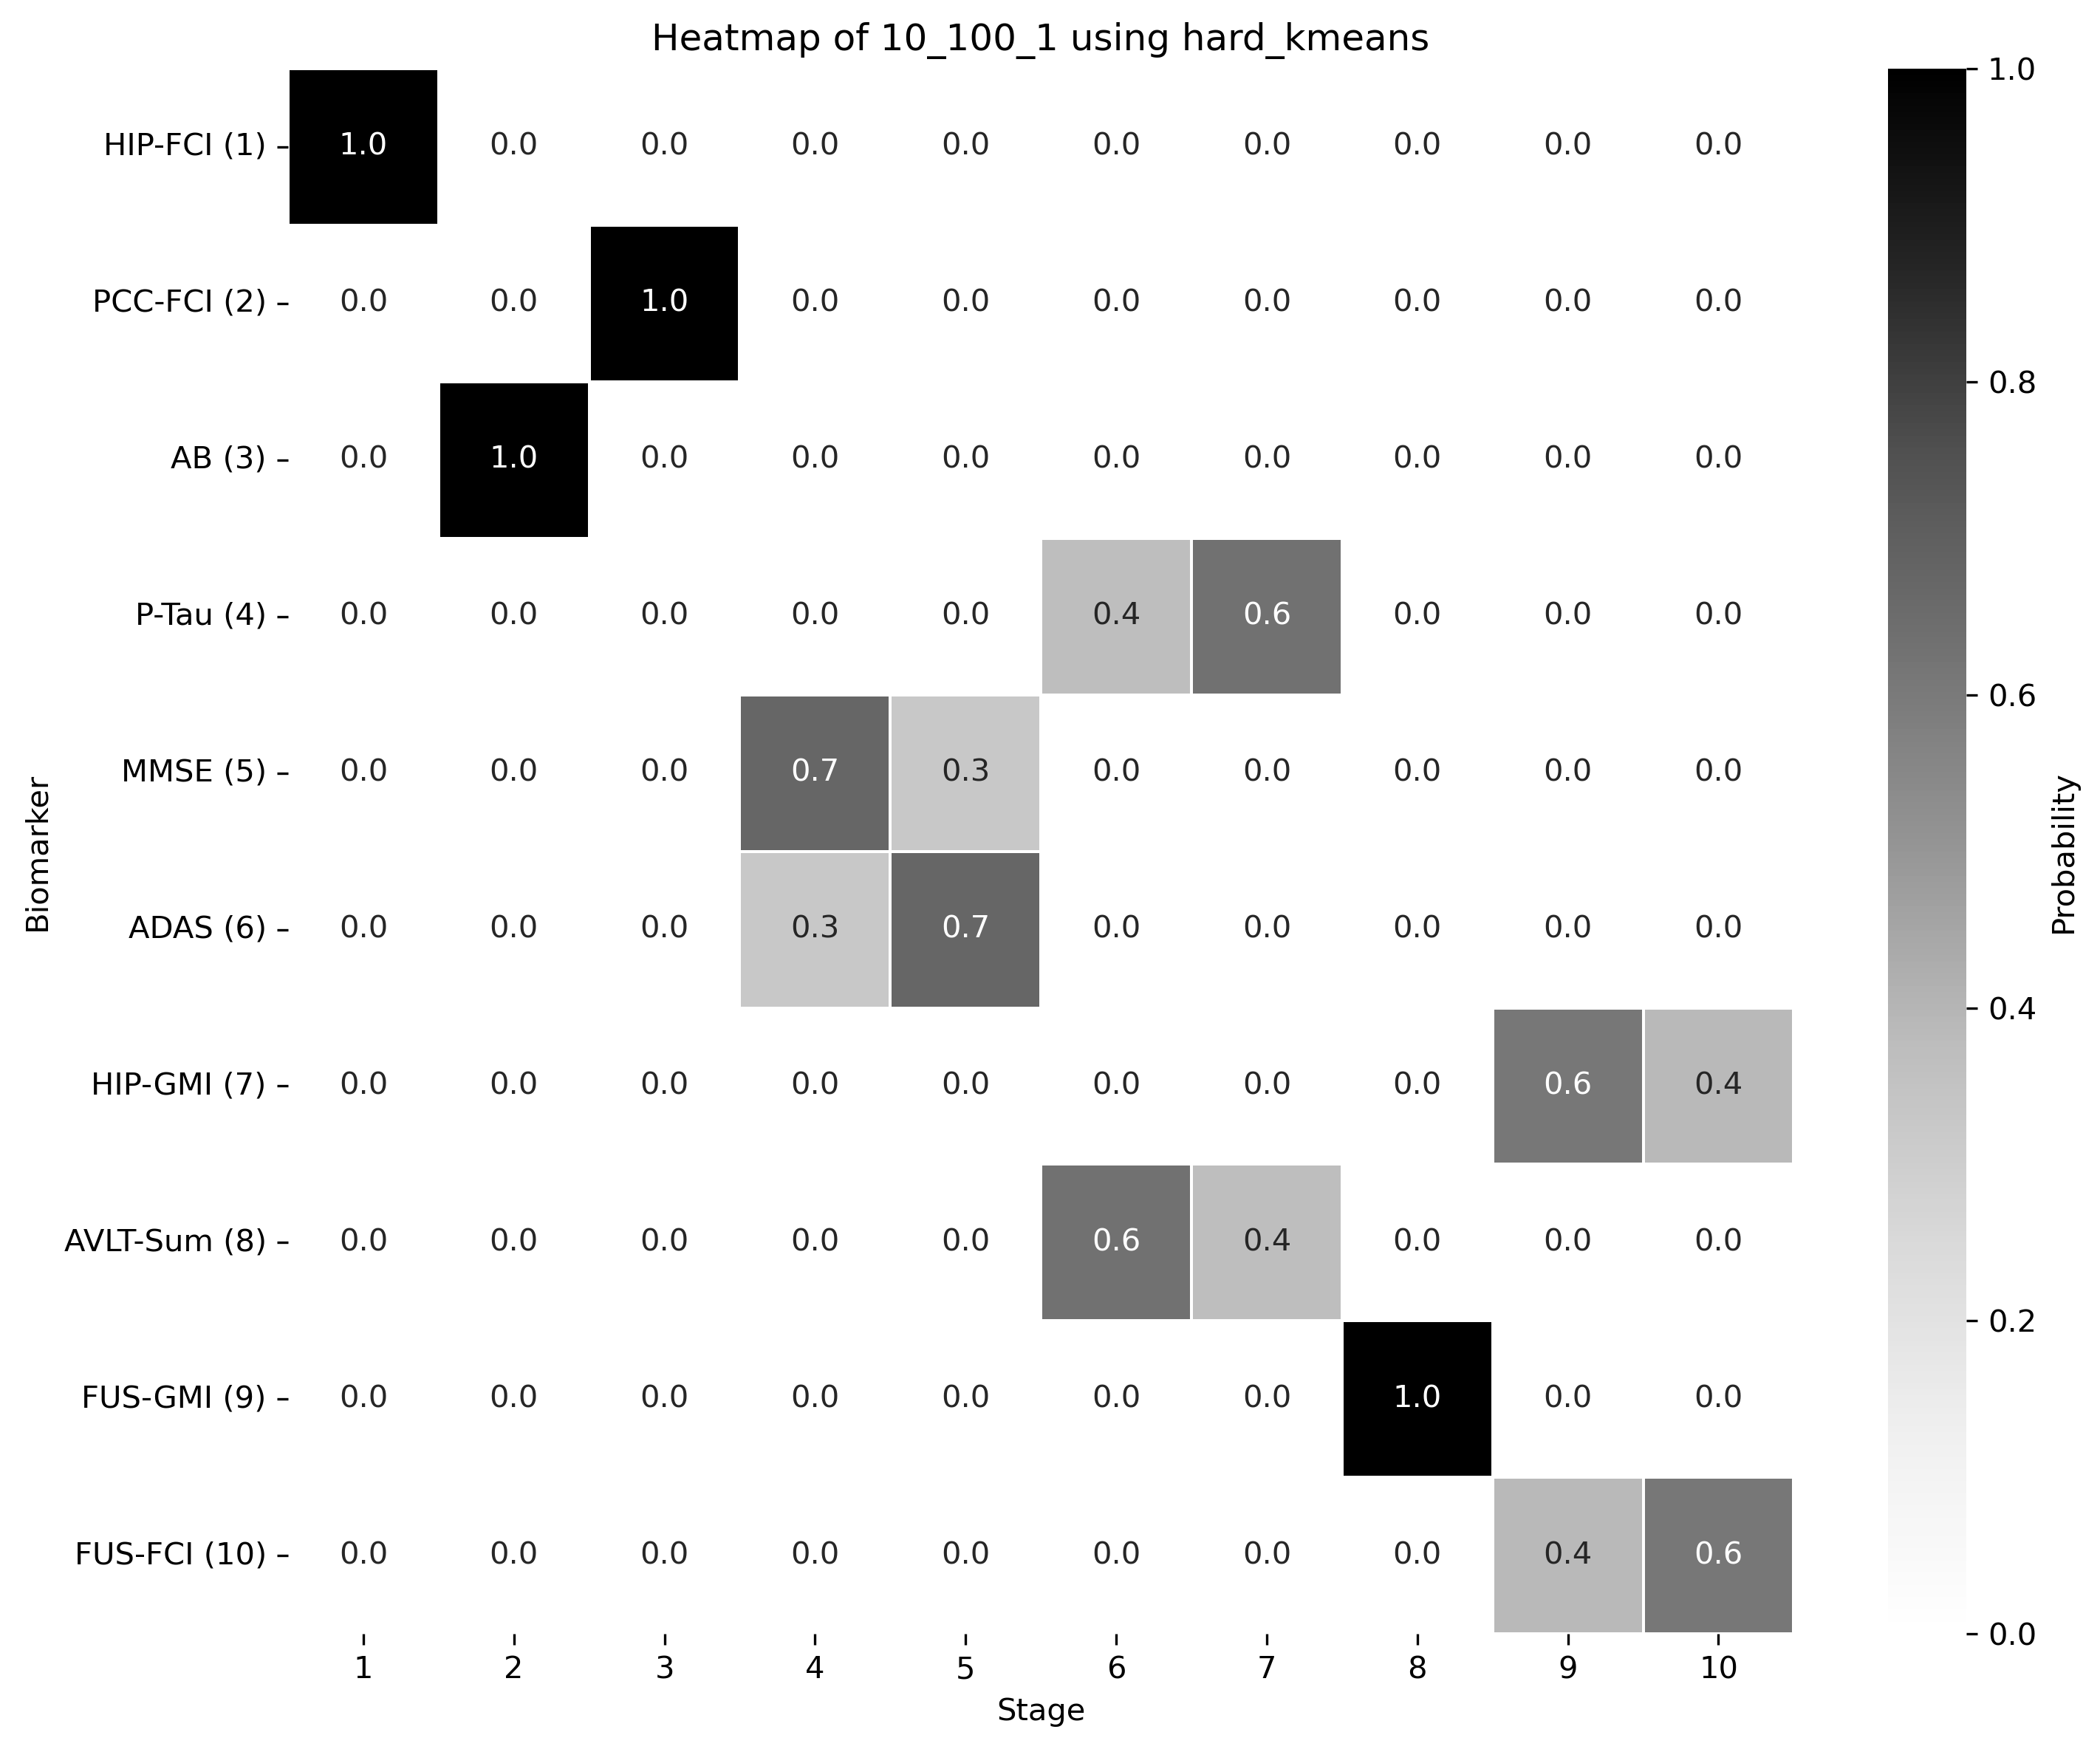 Heatmap of 10_100_1 using hard_kmeans
HIP-FCI (1) 1.0 0.0 0.0 0.0 0.0 0.0 0.0 0.0 0.0 0.0
PCC-FCI (2) 0.0 0.0 1.0 0.0 0.0 0.0 0.0 0.0 0.0 0.0
AB (3) 0.0 1.0 0.0 0.0 0.0 0.0 0.0 0.0 0.0 0.0
P-Tau (4) 0.0 0.0 0.0 0.0 0.0 0.4 0.6 0.0 0.0 0.0
MMSE (5) 0.0 0.0 0.0 0.7 0.3 0.0 0.0 0.0 0.0 0.0
ADAS (6) 0.0 0.0 0.0 0.3 0.7 0.0 0.0 0.0 0.0 0.0
HIP-GMI (7) 0.0 0.0 0.0 0.0 0.0 0.0 0.0 0.0 0.6 0.4
AVLT-Sum (8) 0.0 0.0 0.0 0.0 0.0 0.6 0.4 0.0 0.0 0.0
FUS-GMI (9) 0.0 0.0 0.0 0.0 0.0 0.0 0.0 1.0 0.0 0.0
FUS-FCI (10) 0.0 0.0 0.0 0.0 0.0 0.0 0.0 0.0 0.4 0.6
1 2 3 4 5 6 7 8 9 10
Stage
Biomarker
1.0
0.8
0.6
0.4
0.2
0.0
Probability